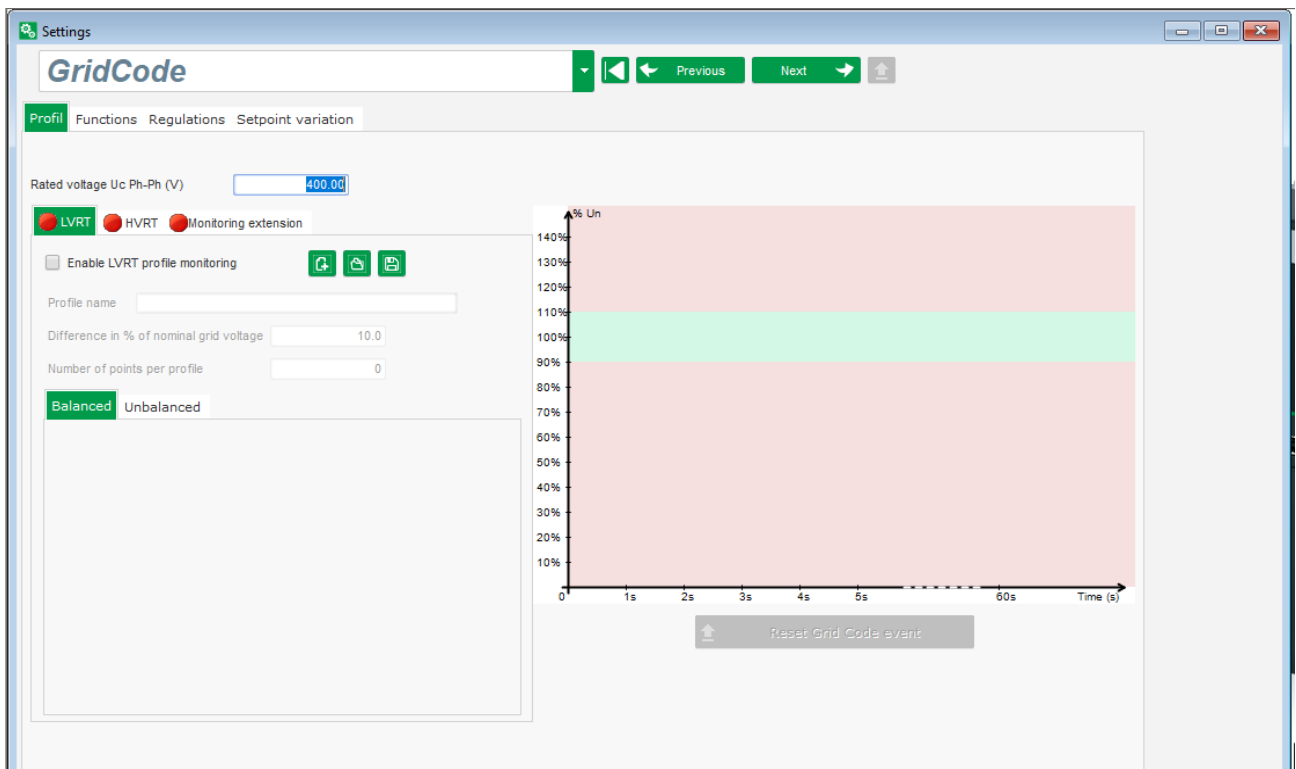 Settings
GridCode
Previous
Next
Profil Functions Regulations Setpoint variation
Rated voltage Uc Ph-Ph (V) 400.00
LVRT HVRT Monitoring extension
Enable LVRT profile monitoring
Profile name
Difference in % of nominal grid voltage 10.0
Number of points per profile 0
Balanced Unbalanced
% Un
140%
130%
120%
110%
100%
90%
80%
70%
60%
50%
40%
30%
20%
10%
0 1s 2s 3s 4s 5s 60s Time (s)
Reset Grid Code event